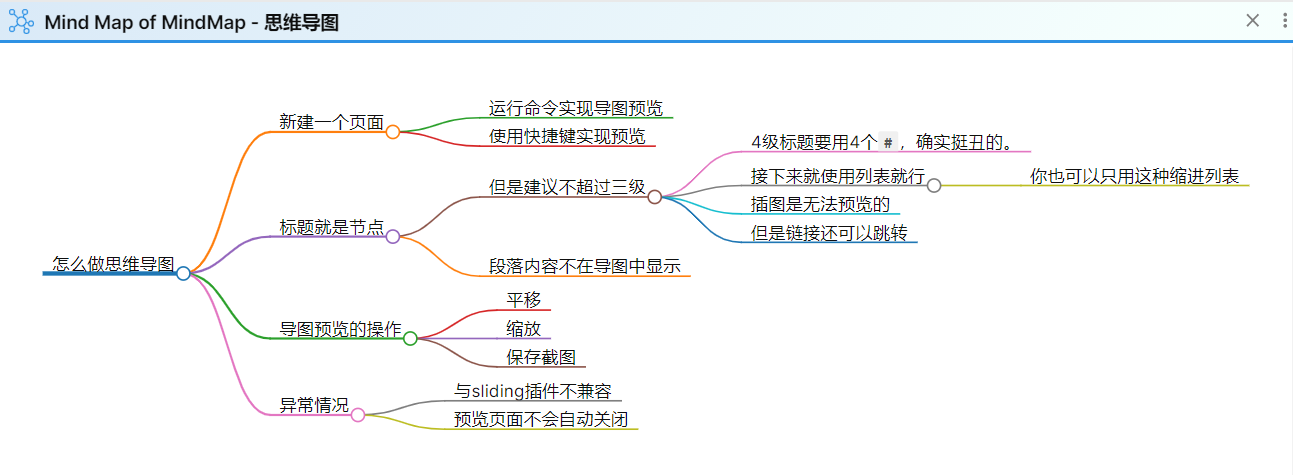 Mind Map of MindMap - 思维导图
怎么做思维导图
新建一个页面
运行命令实现导图预览
使用快捷键实现预览
标题就是节点
但是建议不超过三级
4级标题要用4个#，确实挺丑的。
接下来就使用列表就行
你也可以只用这种缩进列表
插图是无法预览的
但是链接还可以跳转
段落内容不在导图中显示
导图预览的操作
平移
缩放
保存截图
异常情况
与sliding插件不兼容
预览页面不会自动关闭